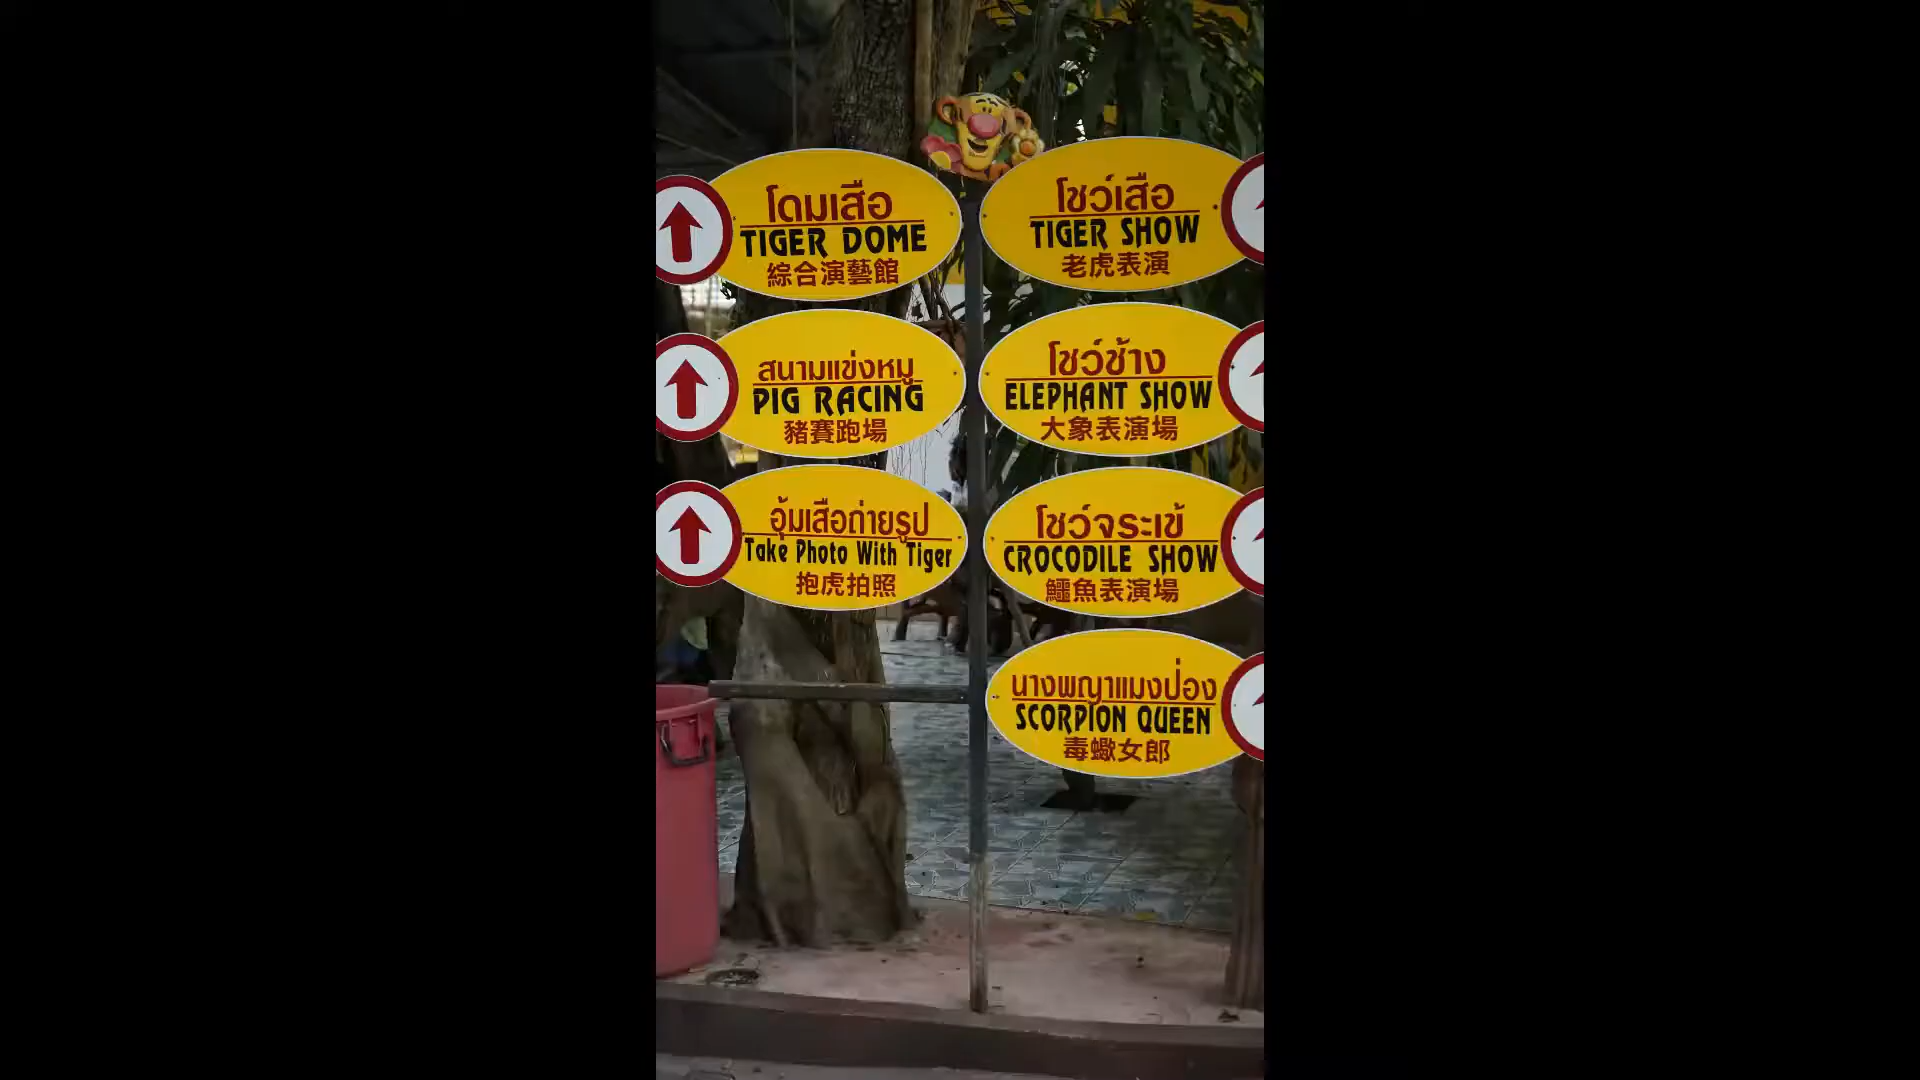 โดมเสือ
TIGER DOME
綜合演藝館
สนามแข่งหมู
PIG RACING
豬賽跑場
อุ้มเสือถ่ายรูป
Take Photo With Tiger
抱虎拍照
โชว์เสือ
TIGER SHOW
老虎表演
โชว์ช้าง
ELEPHANT SHOW
大象表演場
โชว์จระเข้
CROCODILE SHOW
鱷魚表演場
นางพญาแมงป่อง
SCORPION QUEEN
毒蠍女郎